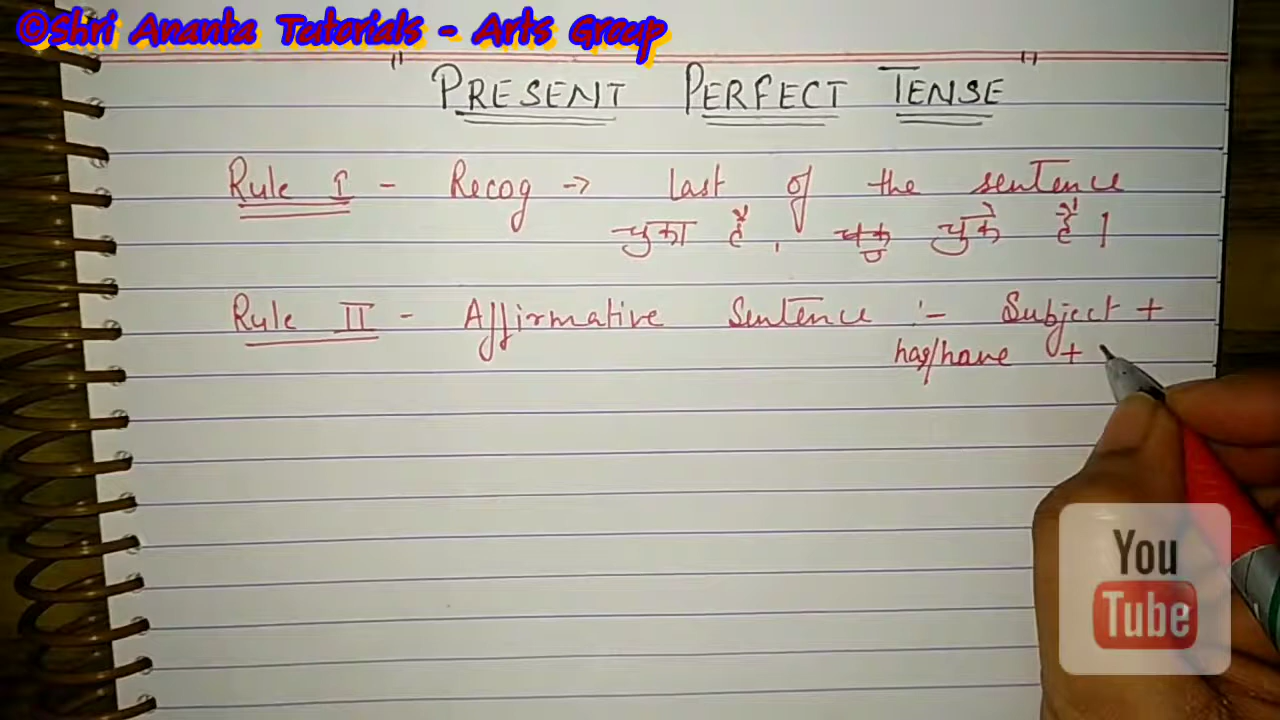 ©Shri Ananta Tutorials - Arts Group
"PRESENT PERFECT TENSE"
Rule I - Recog → last of the sentence
चुका है, चुके हैं।
Rule II - Affirmative Sentence :- Subject +
has/have +
You
Tube